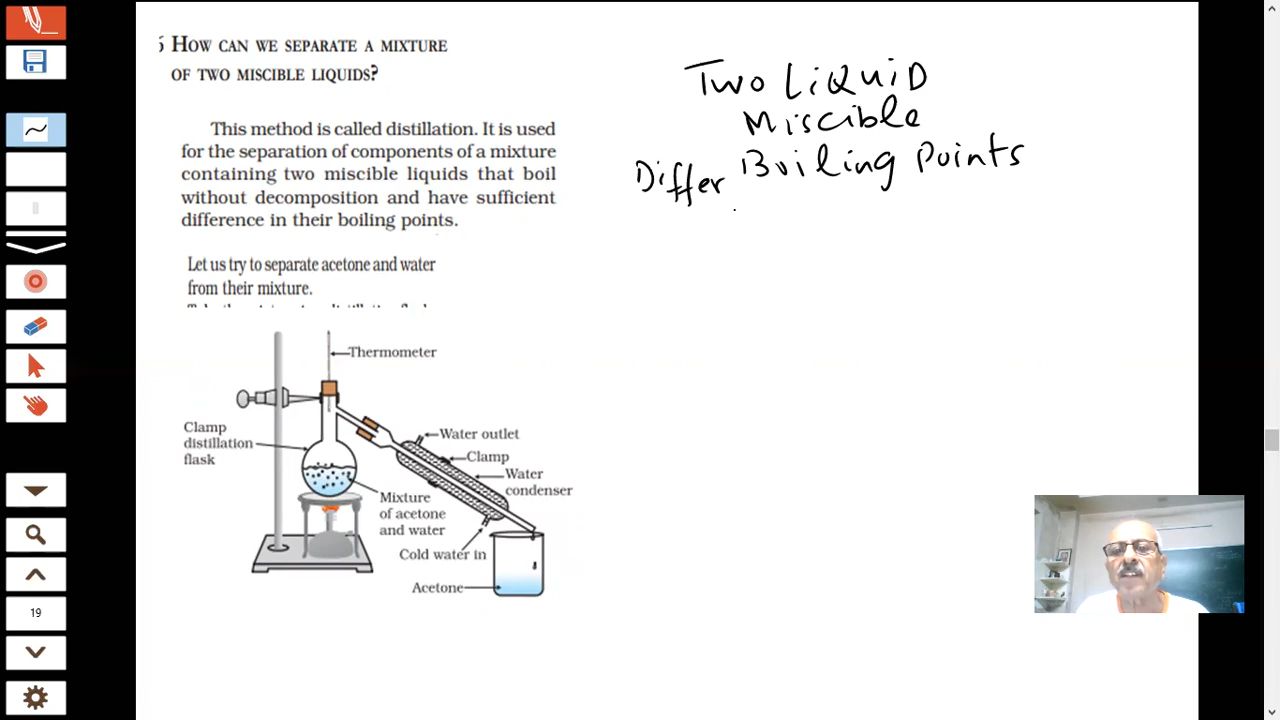 HOW CAN WE SEPARATE A MIXTURE
OF TWO MISCIBLE LIQUIDS?
This method is called distillation. It is used
for the separation of components of a mixture
containing two miscible liquids that boil
without decomposition and have sufficient
difference in their boiling points.
Let us try to separate acetone and water
from their mixture.
Thermometer
Clamp
distillation
flask
Water outlet
Clamp
Water
condenser
Mixture
of acetone
and water
Cold water in
Acetone
Two LiQuiD
Miscible
Differ Boiling Points
19